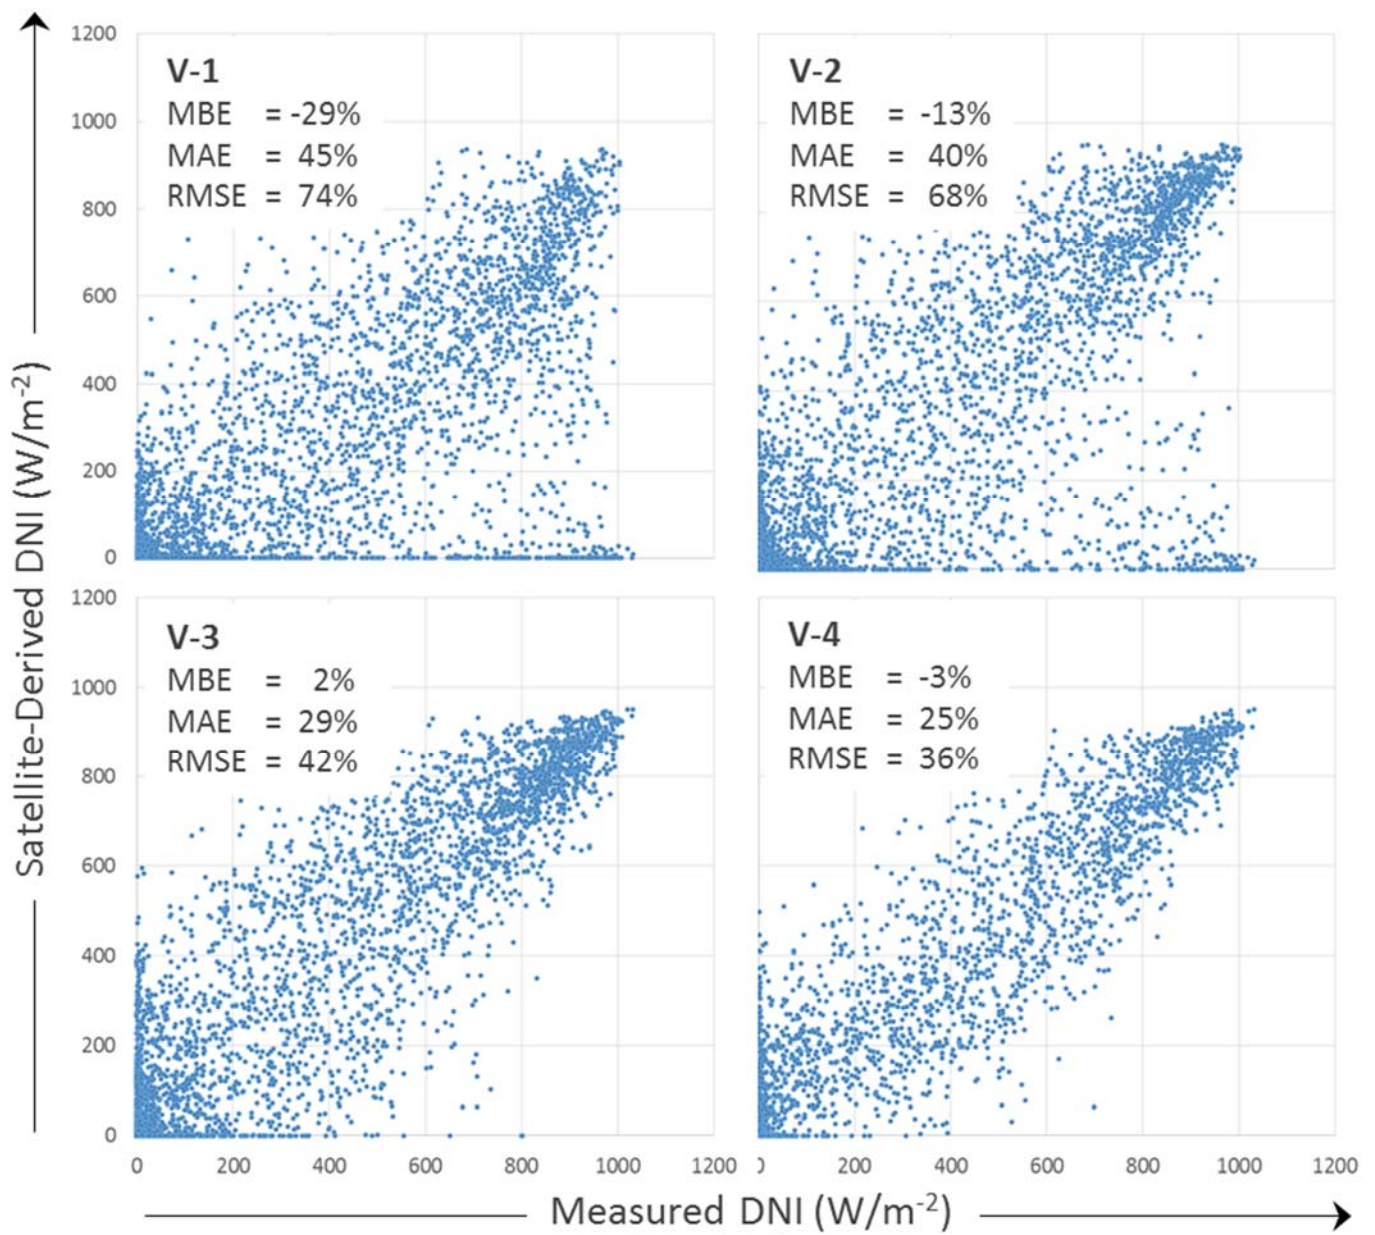 Satellite-Derived DNI (W/m-2)
1200
1000
800
600
400
200
0
V-1
MBE = -29%
MAE = 45%
RMSE = 74%
V-2
MBE = -13%
MAE = 40%
RMSE = 68%
1200
1000
800
600
400
200
0
V-3
MBE = 2%
MAE = 29%
RMSE = 42%
V-4
MBE = -3%
MAE = 25%
RMSE = 36%
0 200 400 600 800 1000 1200
0 200 400 600 800 1000 1200
Measured DNI (W/m-2)